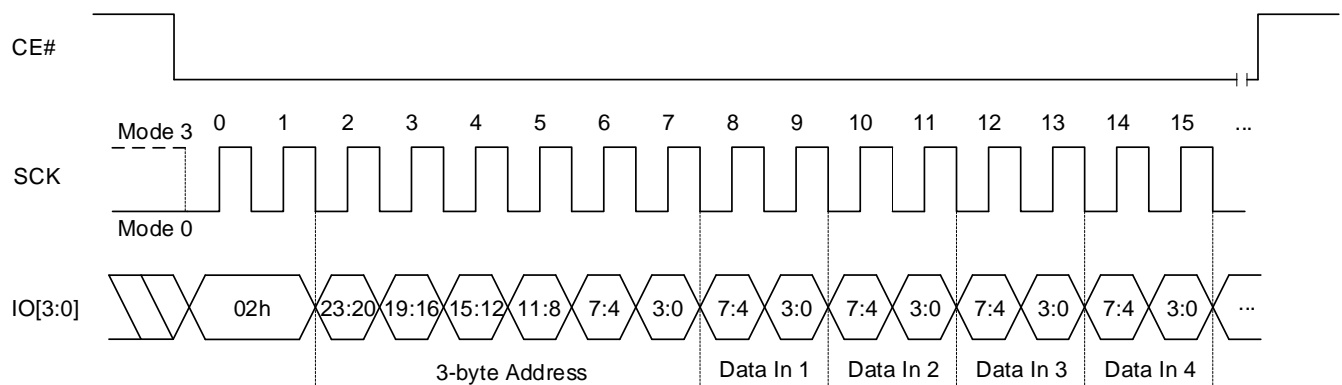 CE#
0 1 2 3 4 5 6 7 8 9 10 11 12 13 14 15 ...
Mode 3
SCK
Mode 0
IO[3:0] 02h 23:20 19:16 15:12 11:8 7:4 3:0 7:4 3:0 7:4 3:0 7:4 3:0 7:4 3:0 ...
3-byte Address Data In 1 Data In 2 Data In 3 Data In 4